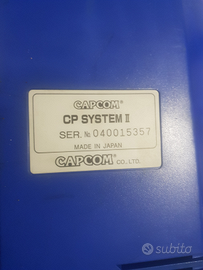 CAPCOM®
CP SYSTEM II
SER. № 040015357
MADE IN JAPAN
CAPCOM® CO., LTD.
subito